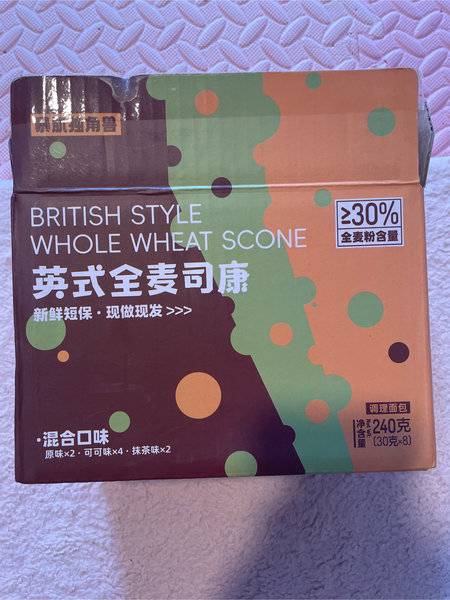 BRITISH STYLE
WHOLE WHEAT SCONE
≥30%
全麦粉含量
英式全麦司康
新鲜短保·现做现发 >>>
调理面包
净含量
240克
(30克×8)
·混合口味
原味×2·可可味×4·抹茶味×2